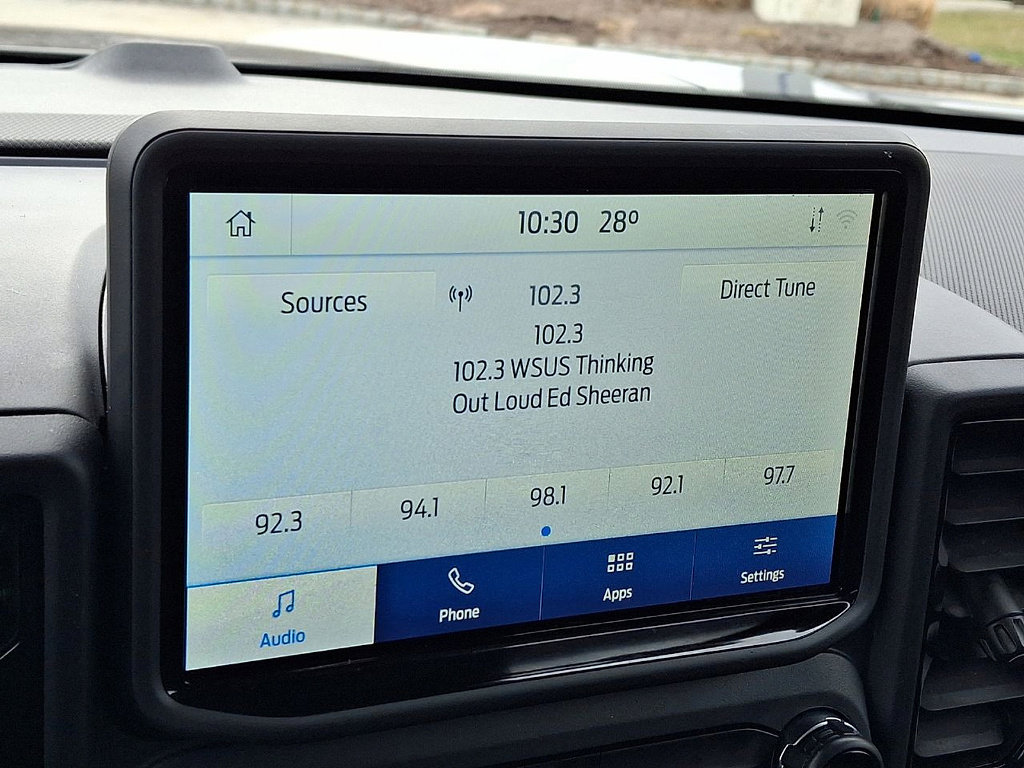 10:30 28°
Sources
102.3
Direct Tune
102.3
102.3 WSUS Thinking
Out Loud Ed Sheeran
92.3
94.1
98.1
92.1
97.7
Audio
Phone
Apps
Settings